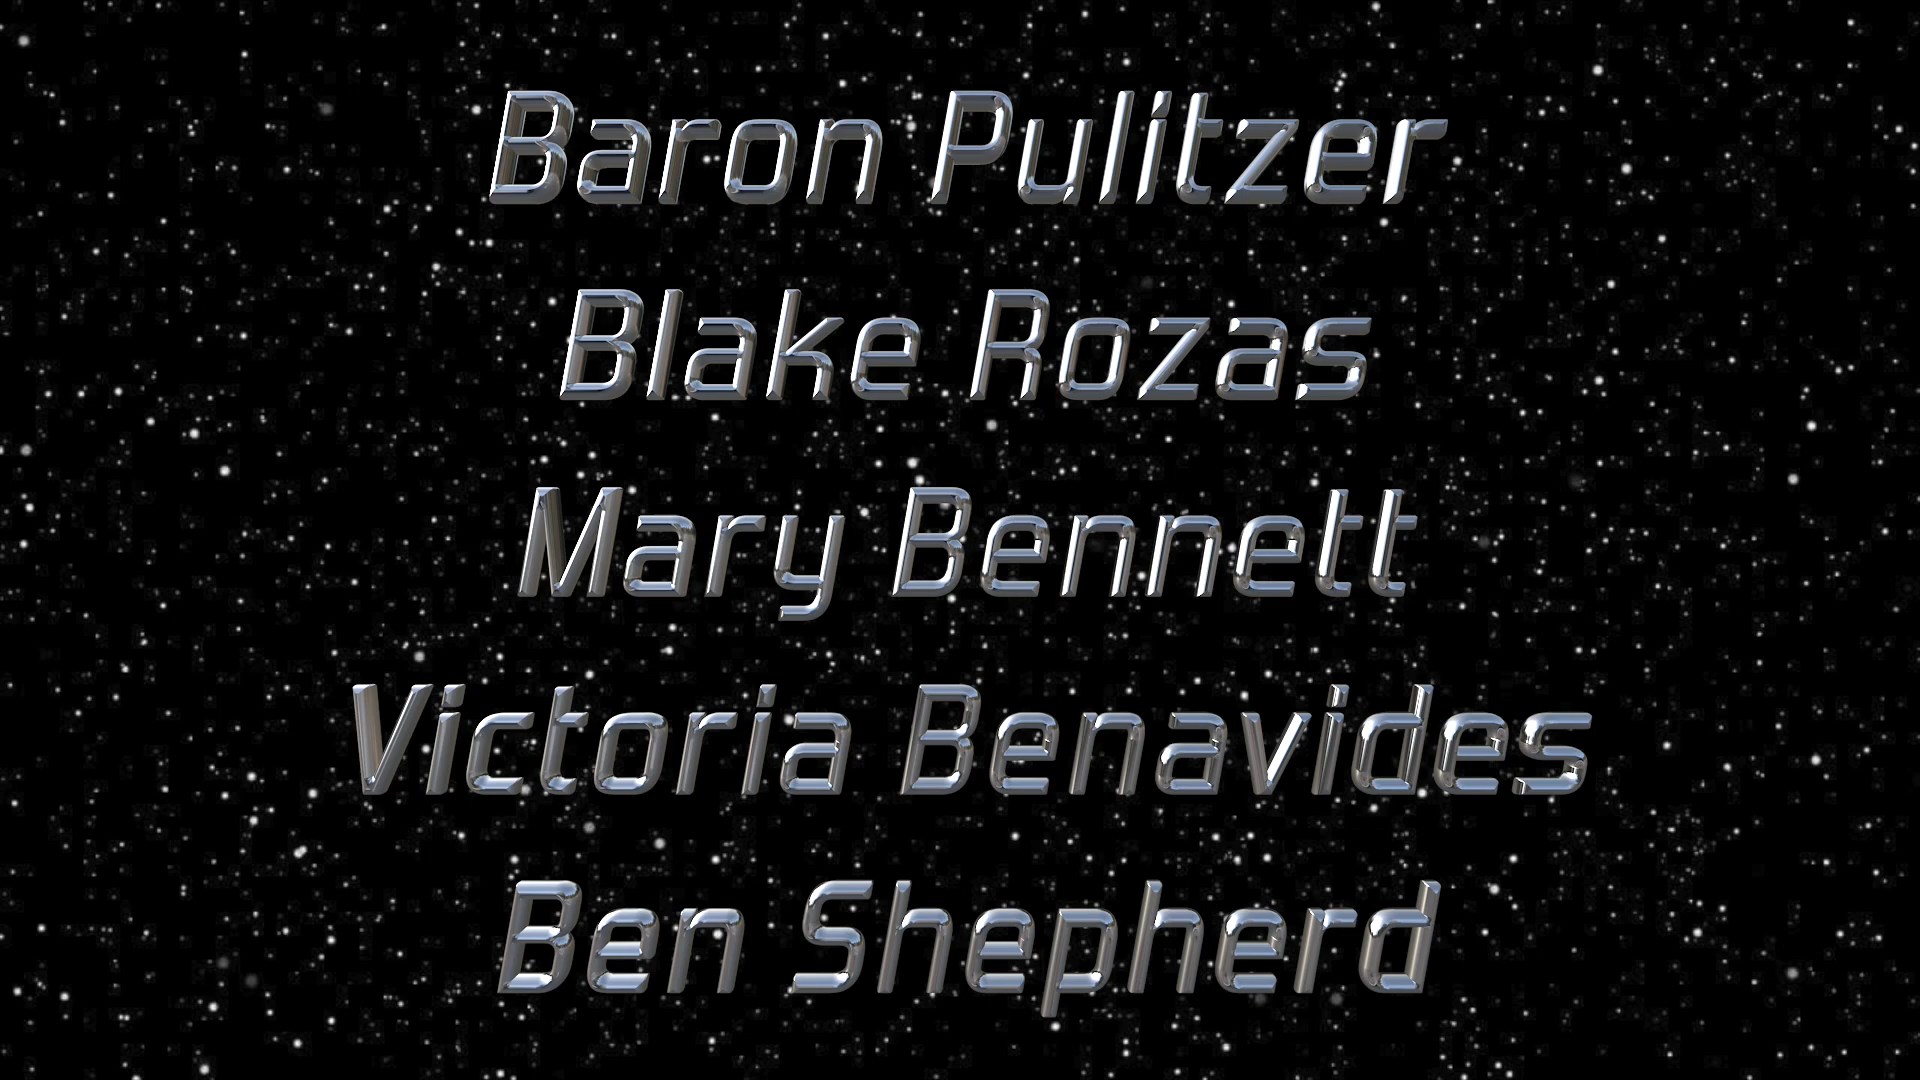 Baron Pulitzer
Blake Rozas
Mary Bennett
Victoria Benavides
Ben Shepherd